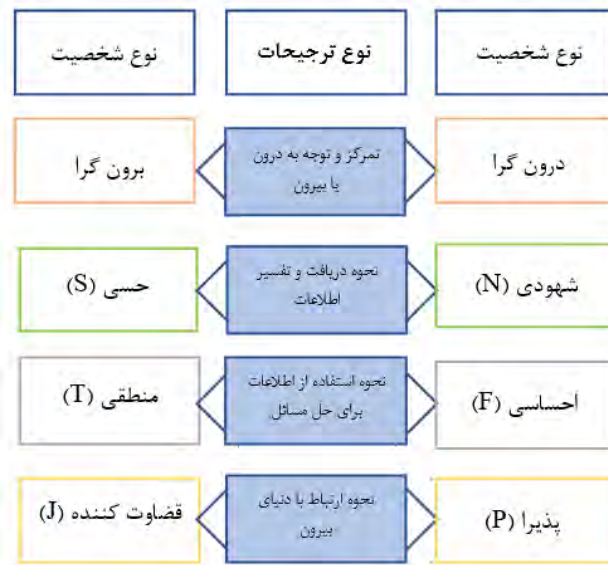 نوع شخصیت
نوع ترجیحات
نوع شخصیت
درون گرا
تمرکز و توجه به درون
یا بیرون
برون گرا
شهودی (N)
نحوه دریافت و تفسیر
اطلاعات
حسی (S)
احساسی (F)
نحوه استفاده از اطلاعات
برای حل مسائل
منطقی (T)
پذیرا (P)
نحوه ارتباط با دنیای
بیرون
قضاوت کننده (J)